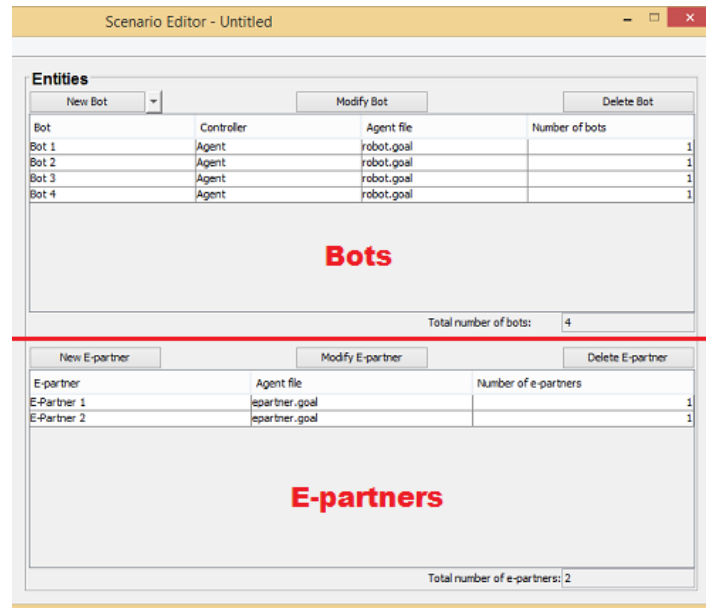 Scenario Editor - Untitled
Entities
New Bot Modify Bot Delete Bot
Bot Controller Agent file Number of bots
Bot 1 Agent robot.goal 1
Bot 2 Agent robot.goal 1
Bot 3 Agent robot.goal 1
Bot 4 Agent robot.goal 1
Bots
Total number of bots: 4
New E-partner Modify E-partner Delete E-partner
E-partner Agent file Number of e-partners
E-Partner 1 epartner.goal 1
E-Partner 2 epartner.goal 1
E-partners
Total number of e-partners: 2